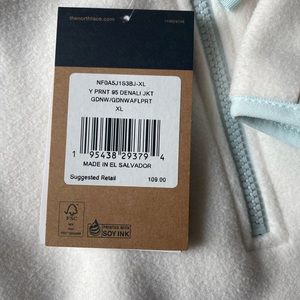 thenorthface.com
NF0A5J1S3BJ-XL
Y PRNT 95 DENALI JKT
GDNW/GDNWAFLPRT
XL
1 95438 29379 4
MADE IN EL SALVADOR
Suggested Retail 109.00
FSC
PRINTED WITH
SOY INK